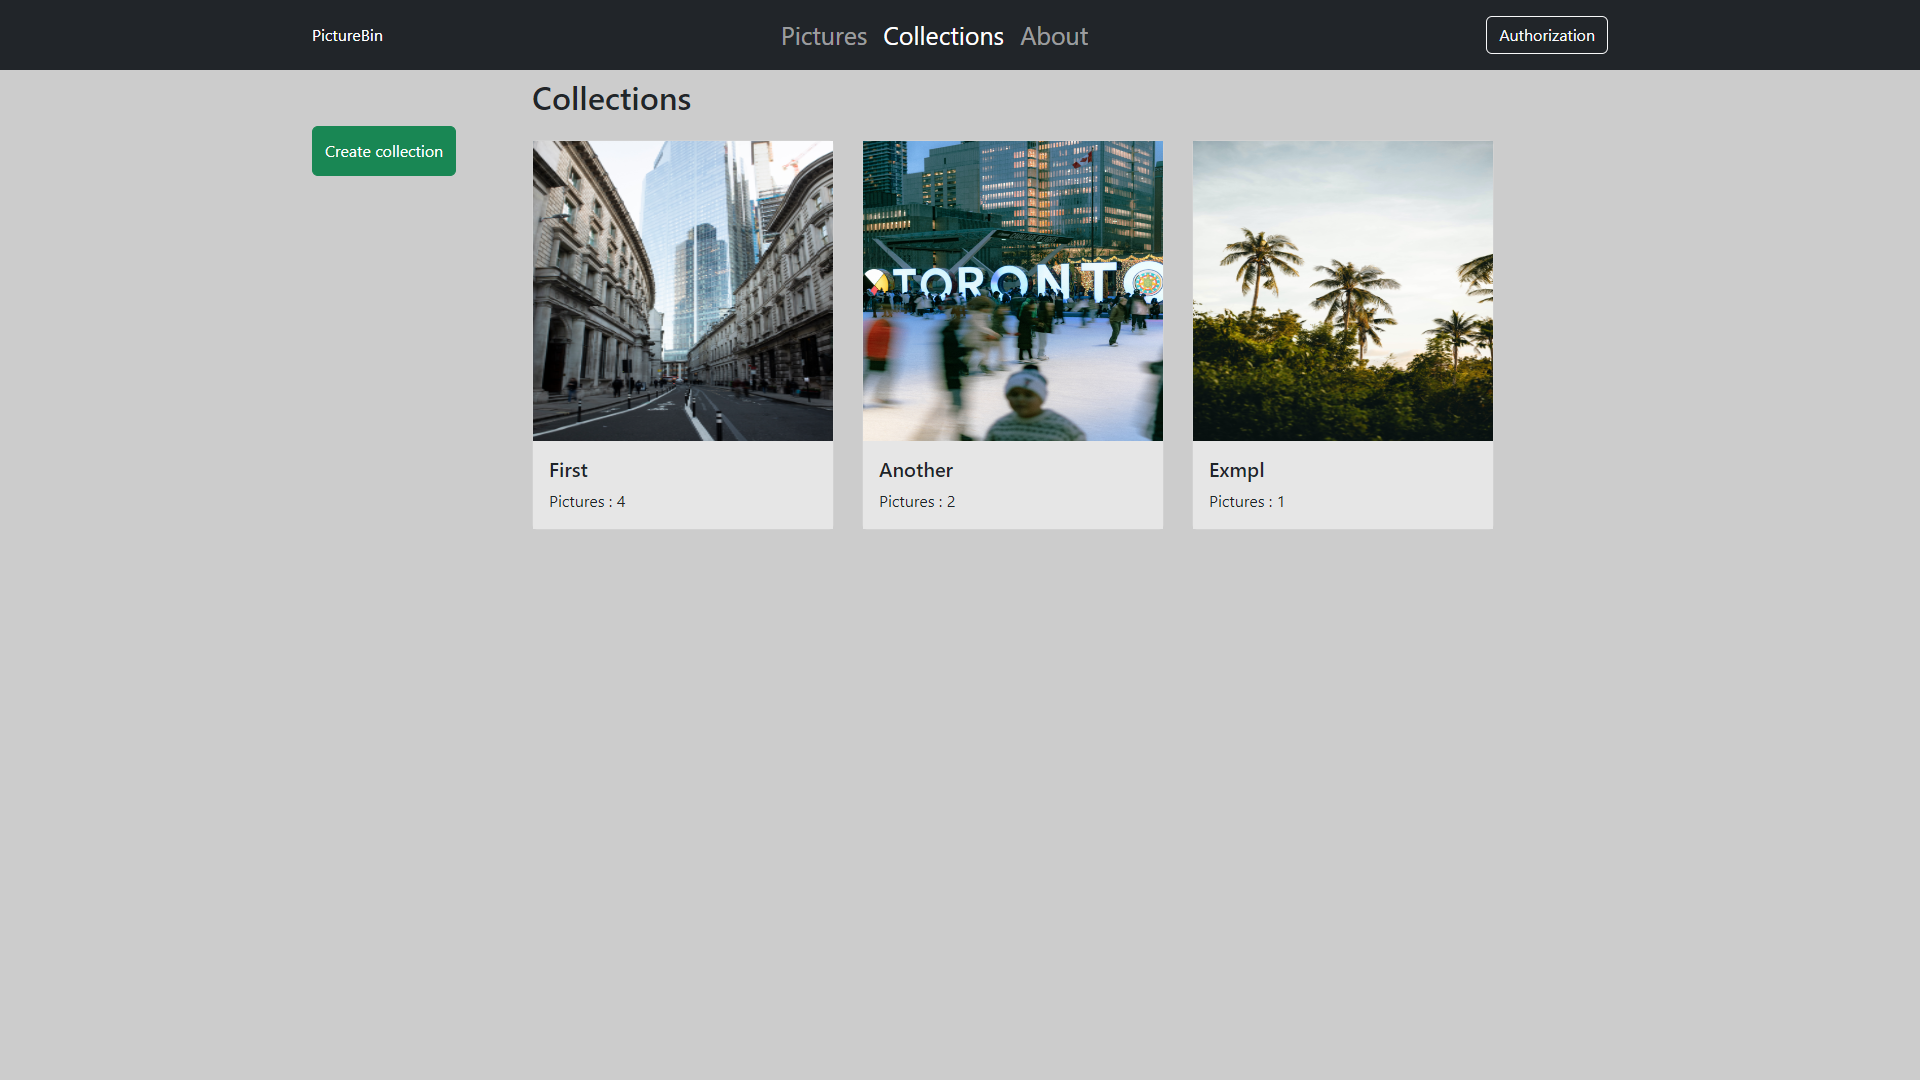 PictureBin
Pictures Collections About
Authorization
Collections
Create collection
TORONTO
First
Pictures : 4
Another
Pictures : 2
Exmpl
Pictures : 1